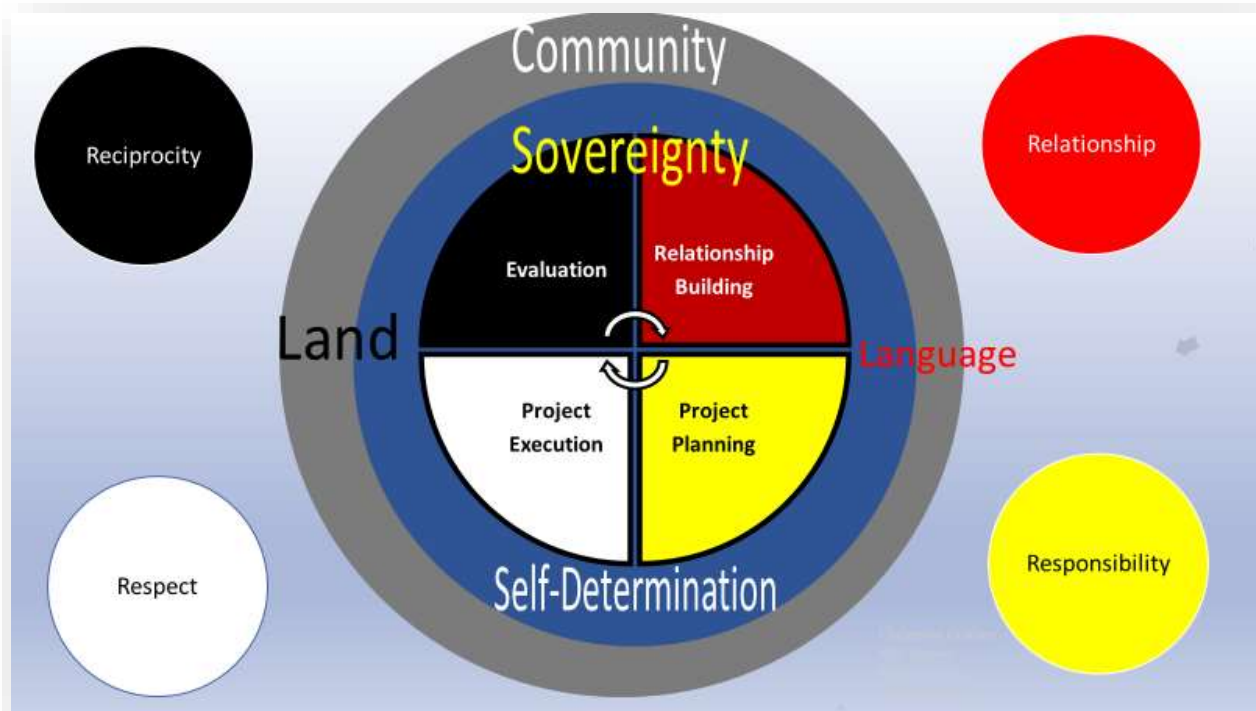 Community
Sovereignty
Reciprocity
Relationship
Evaluation
Relationship
Building
Land
Language
Project
Execution
Project
Planning
Respect
Self-Determination
Responsibility